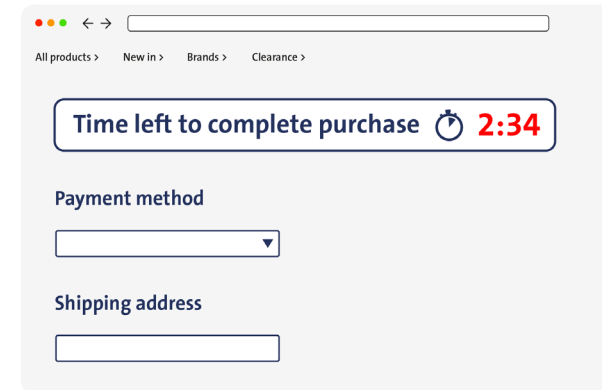 All products > New in > Brands > Clearance >
Time left to complete purchase 2:34
Payment method
Shipping address